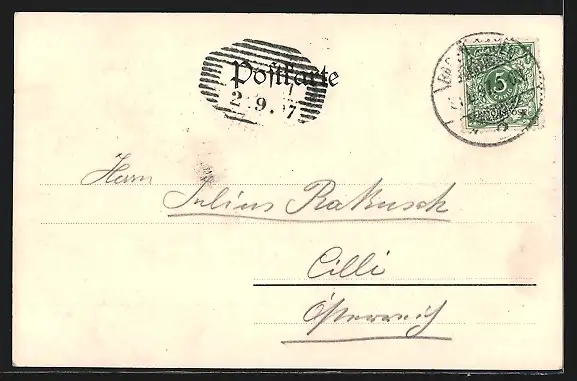 Postkarte
2.9. 7
5
Herrn
Julius Rakusch
Cilli
Österreich